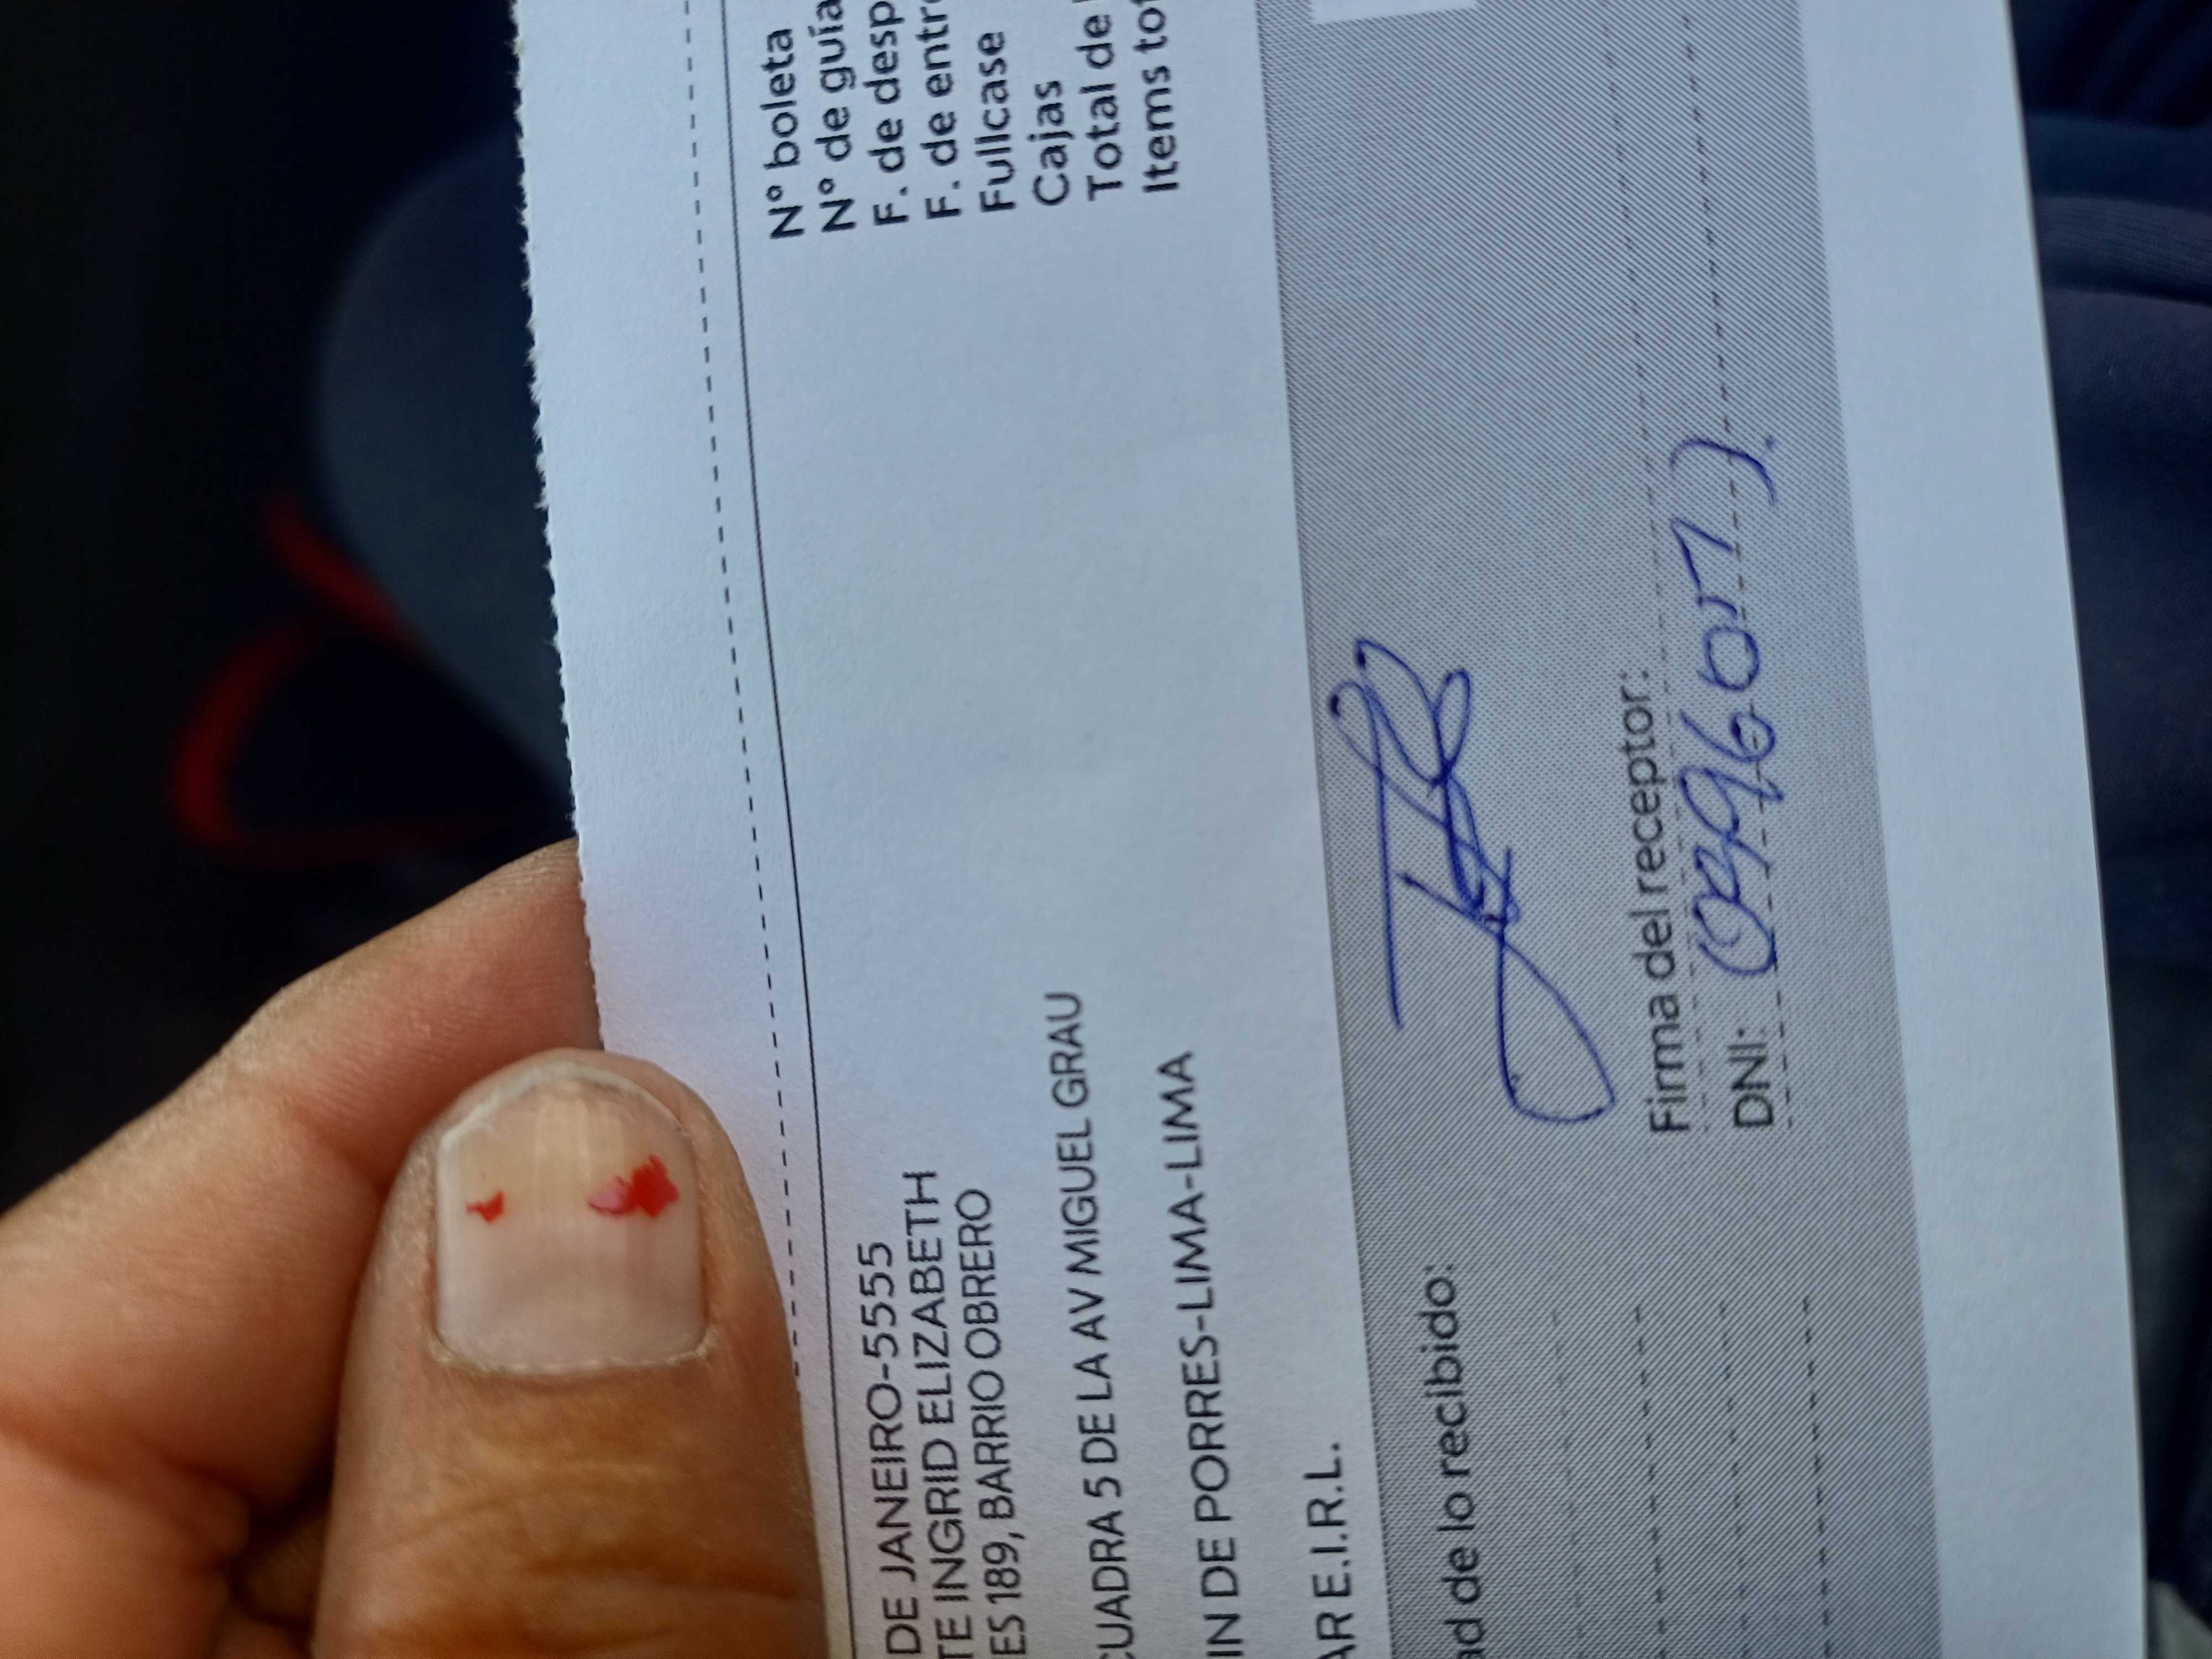 DE JANEIRO-5555
TE INGRID ELIZABETH
ES 189, BARRIO OBRERO
CUADRA 5 DE LA AV MIGUEL GRAU
IN DE PORRES-LIMA-LIMA
AR E.I.R.L.
Nº boleta
Nº de guía
F. de desp
F. de entr
Fullcase
Cajas
Total de
Items to
ad de lo recibido:
Firma del receptor:
DNI: